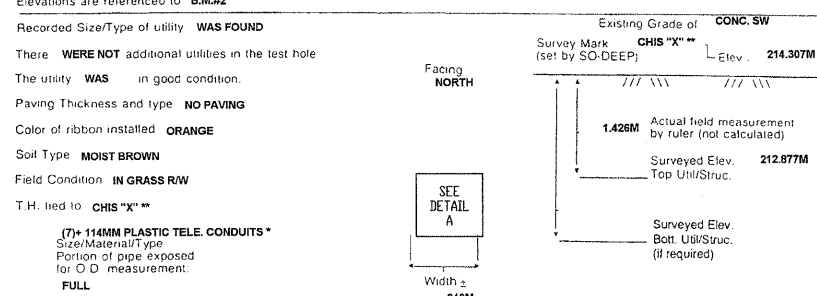 Elevations are referenced to B.M.#2
Recorded Size/Type of utility WAS FOUND
There WERE NOT additional utilities in the test hole
The utility WAS in good condition.
Paving Thickness and type NO PAVING
Color of ribbon installed ORANGE
Soil Type MOIST BROWN
Field Condition IN GRASS R/W
T.H. tied to CHIS "X" **
(7)+ 114MM PLASTIC TELE. CONDUITS *
Size/Material/Type
Portion of pipe exposed
for O.D measurement:
FULL
Facing
NORTH
SEE
DETAIL
A
Width ±
Existing Grade of CONC. SW
Survey Mark CHIS "X" **
(set by SO-DEEP)
Elev. 214.307M
1.426M Actual field measurement
by ruler (not calculated)
Surveyed Elev. 212.877M
Top Util/Struc.
Surveyed Elev.
Bott. Util/Struc.
(if required)